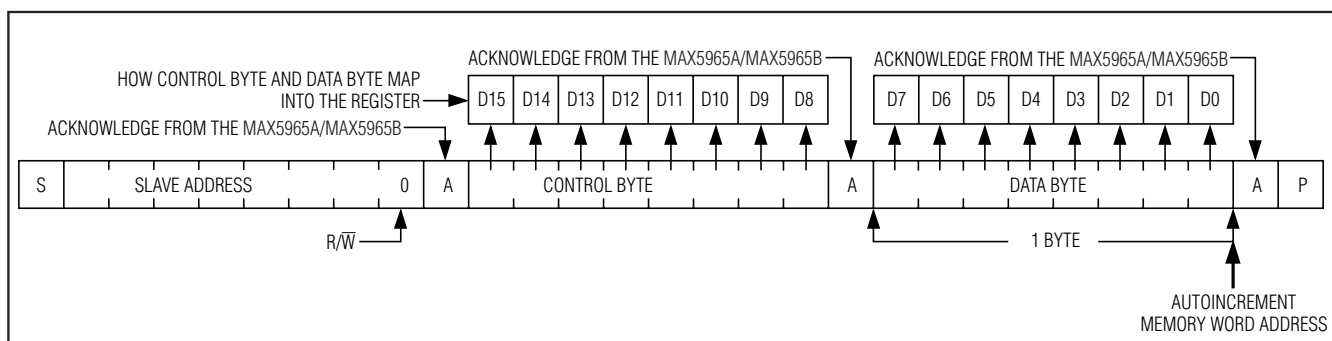 ACKNOWLEDGE FROM THE MAX5965A/MAX5965B
ACKNOWLEDGE FROM THE MAX5965A/MAX5965B
HOW CONTROL BYTE AND DATA BYTE MAP
INTO THE REGISTER
D15 D14 D13 D12 D11 D10 D9 D8
D7 D6 D5 D4 D3 D2 D1 D0
ACKNOWLEDGE FROM THE MAX5965A/MAX5965B
S SLAVE ADDRESS 0 A CONTROL BYTE A DATA BYTE A P
R/W̅
1 BYTE
AUTOINCREMENT
MEMORY WORD ADDRESS